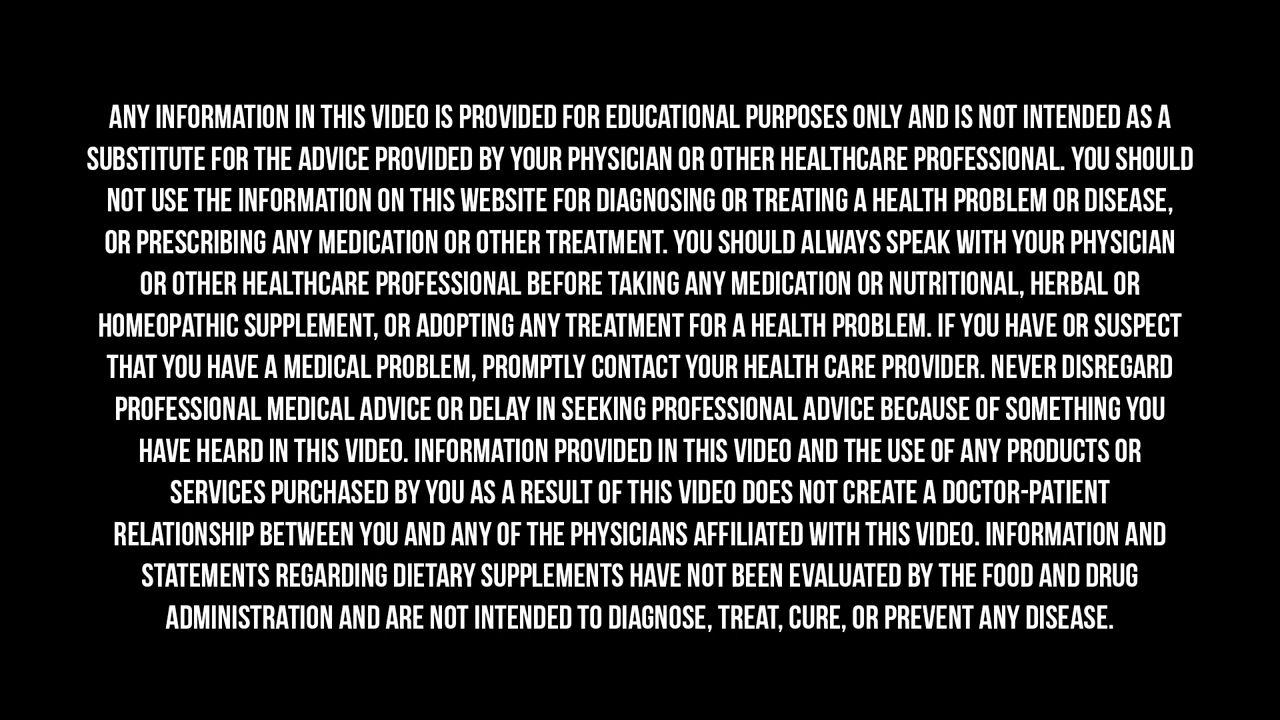 ANY INFORMATION IN THIS VIDEO IS PROVIDED FOR EDUCATIONAL PURPOSES ONLY AND IS NOT INTENDED AS A
SUBSTITUTE FOR THE ADVICE PROVIDED BY YOUR PHYSICIAN OR OTHER HEALTHCARE PROFESSIONAL. YOU SHOULD
NOT USE THE INFORMATION ON THIS WEBSITE FOR DIAGNOSING OR TREATING A HEALTH PROBLEM OR DISEASE,
OR PRESCRIBING ANY MEDICATION OR OTHER TREATMENT. YOU SHOULD ALWAYS SPEAK WITH YOUR PHYSICIAN
OR OTHER HEALTHCARE PROFESSIONAL BEFORE TAKING ANY MEDICATION OR NUTRITIONAL, HERBAL OR
HOMEOPATHIC SUPPLEMENT, OR ADOPTING ANY TREATMENT FOR A HEALTH PROBLEM. IF YOU HAVE OR SUSPECT
THAT YOU HAVE A MEDICAL PROBLEM, PROMPTLY CONTACT YOUR HEALTH CARE PROVIDER. NEVER DISREGARD
PROFESSIONAL MEDICAL ADVICE OR DELAY IN SEEKING PROFESSIONAL ADVICE BECAUSE OF SOMETHING YOU
HAVE HEARD IN THIS VIDEO. INFORMATION PROVIDED IN THIS VIDEO AND THE USE OF ANY PRODUCTS OR
SERVICES PURCHASED BY YOU AS A RESULT OF THIS VIDEO DOES NOT CREATE A DOCTOR-PATIENT
RELATIONSHIP BETWEEN YOU AND ANY OF THE PHYSICIANS AFFILIATED WITH THIS VIDEO. INFORMATION AND
STATEMENTS REGARDING DIETARY SUPPLEMENTS HAVE NOT BEEN EVALUATED BY THE FOOD AND DRUG
ADMINISTRATION AND ARE NOT INTENDED TO DIAGNOSE, TREAT, CURE, OR PREVENT ANY DISEASE.